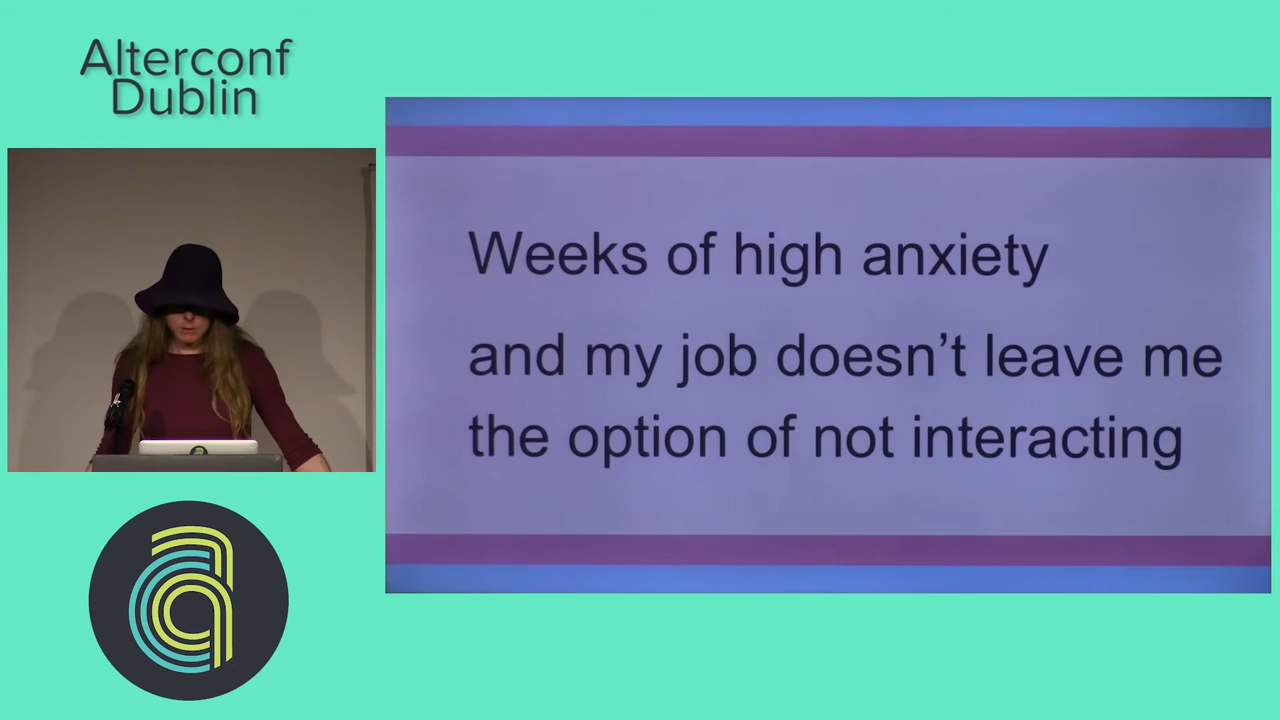 Alterconf
Dublin
Weeks of high anxiety
and my job doesn’t leave me
the option of not interacting